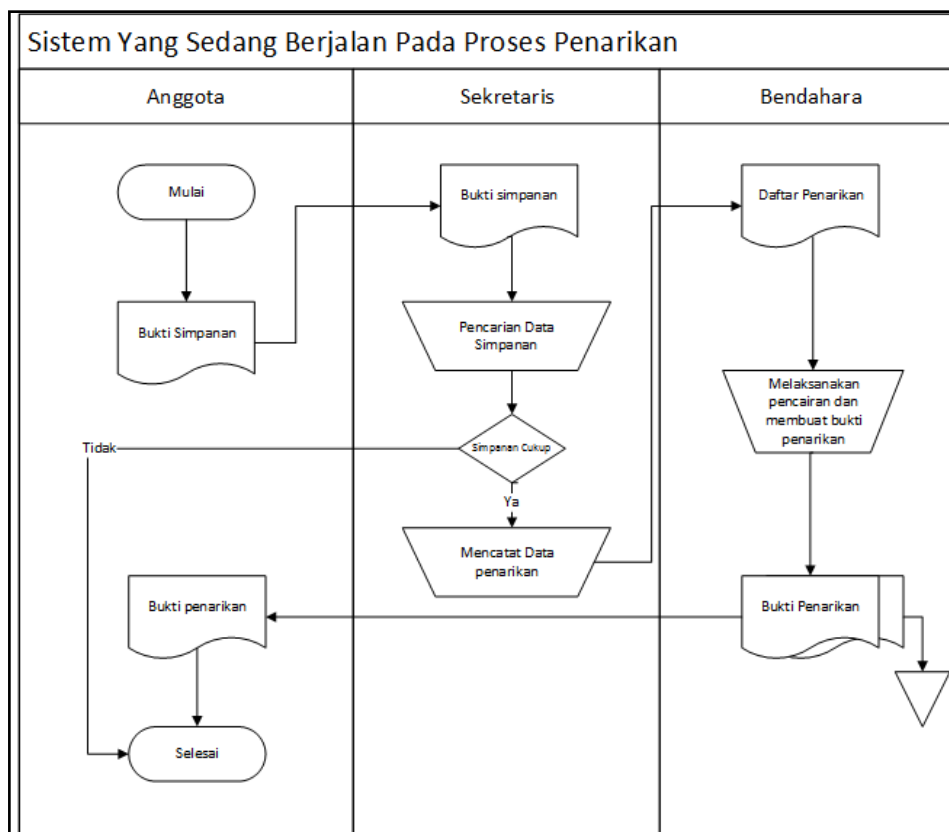 Sistem Yang Sedang Berjalan Pada Proses Penarikan
Anggota
Sekretaris
Bendahara
Mulai
Bukti simpanan
Daftar Penarikan
Bukti Simpanan
Pencarian Data
Simpanan
Melaksanakan
pencairan dan
membuat bukti
penarikan
Tidak
Simpanan Cukup
Ya
Mencatat Data
penarikan
Bukti penarikan
Bukti Penarikan
Selesai